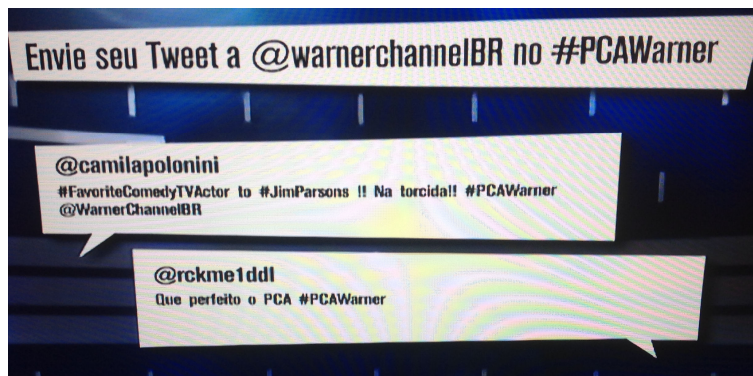 Envie seu Tweet a @warnerchannelBR no #PCAWarner
@camilapolonini
#FavoriteComedyTVActor to #JimParsons !! Na torcida!! #PCAWarner
@WarnerChannelBR
@rckme1ddl
Que perfeito o PCA #PCAWarner